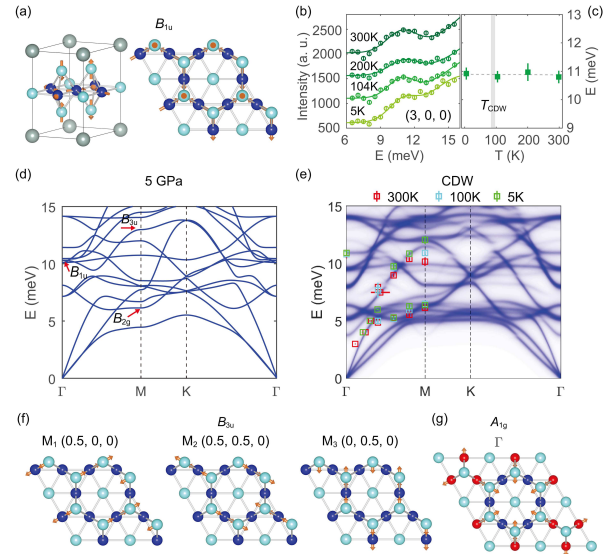 (a)
B1u
(b)
Intensity (a. u.)
2500
2000
1500
1000
500
300K
200K
104K
5K
(3, 0, 0)
6
9
12
15
E (meV)
(c)
TCDW
0
100
200
300
T (K)
13
12
11
10
9
E (meV)
(d)
5 GPa
15
10
5
0
E (meV)
B3u
B1u
B2g
Γ
M
K
Γ
(e)
CDW
300K
100K
5K
15
10
5
0
E (meV)
Γ
M
K
Γ
(f)
B3u
M1 (0.5, 0, 0)
M2 (0.5, 0.5, 0)
M3 (0, 0.5, 0)
(g)
A1g
Γ